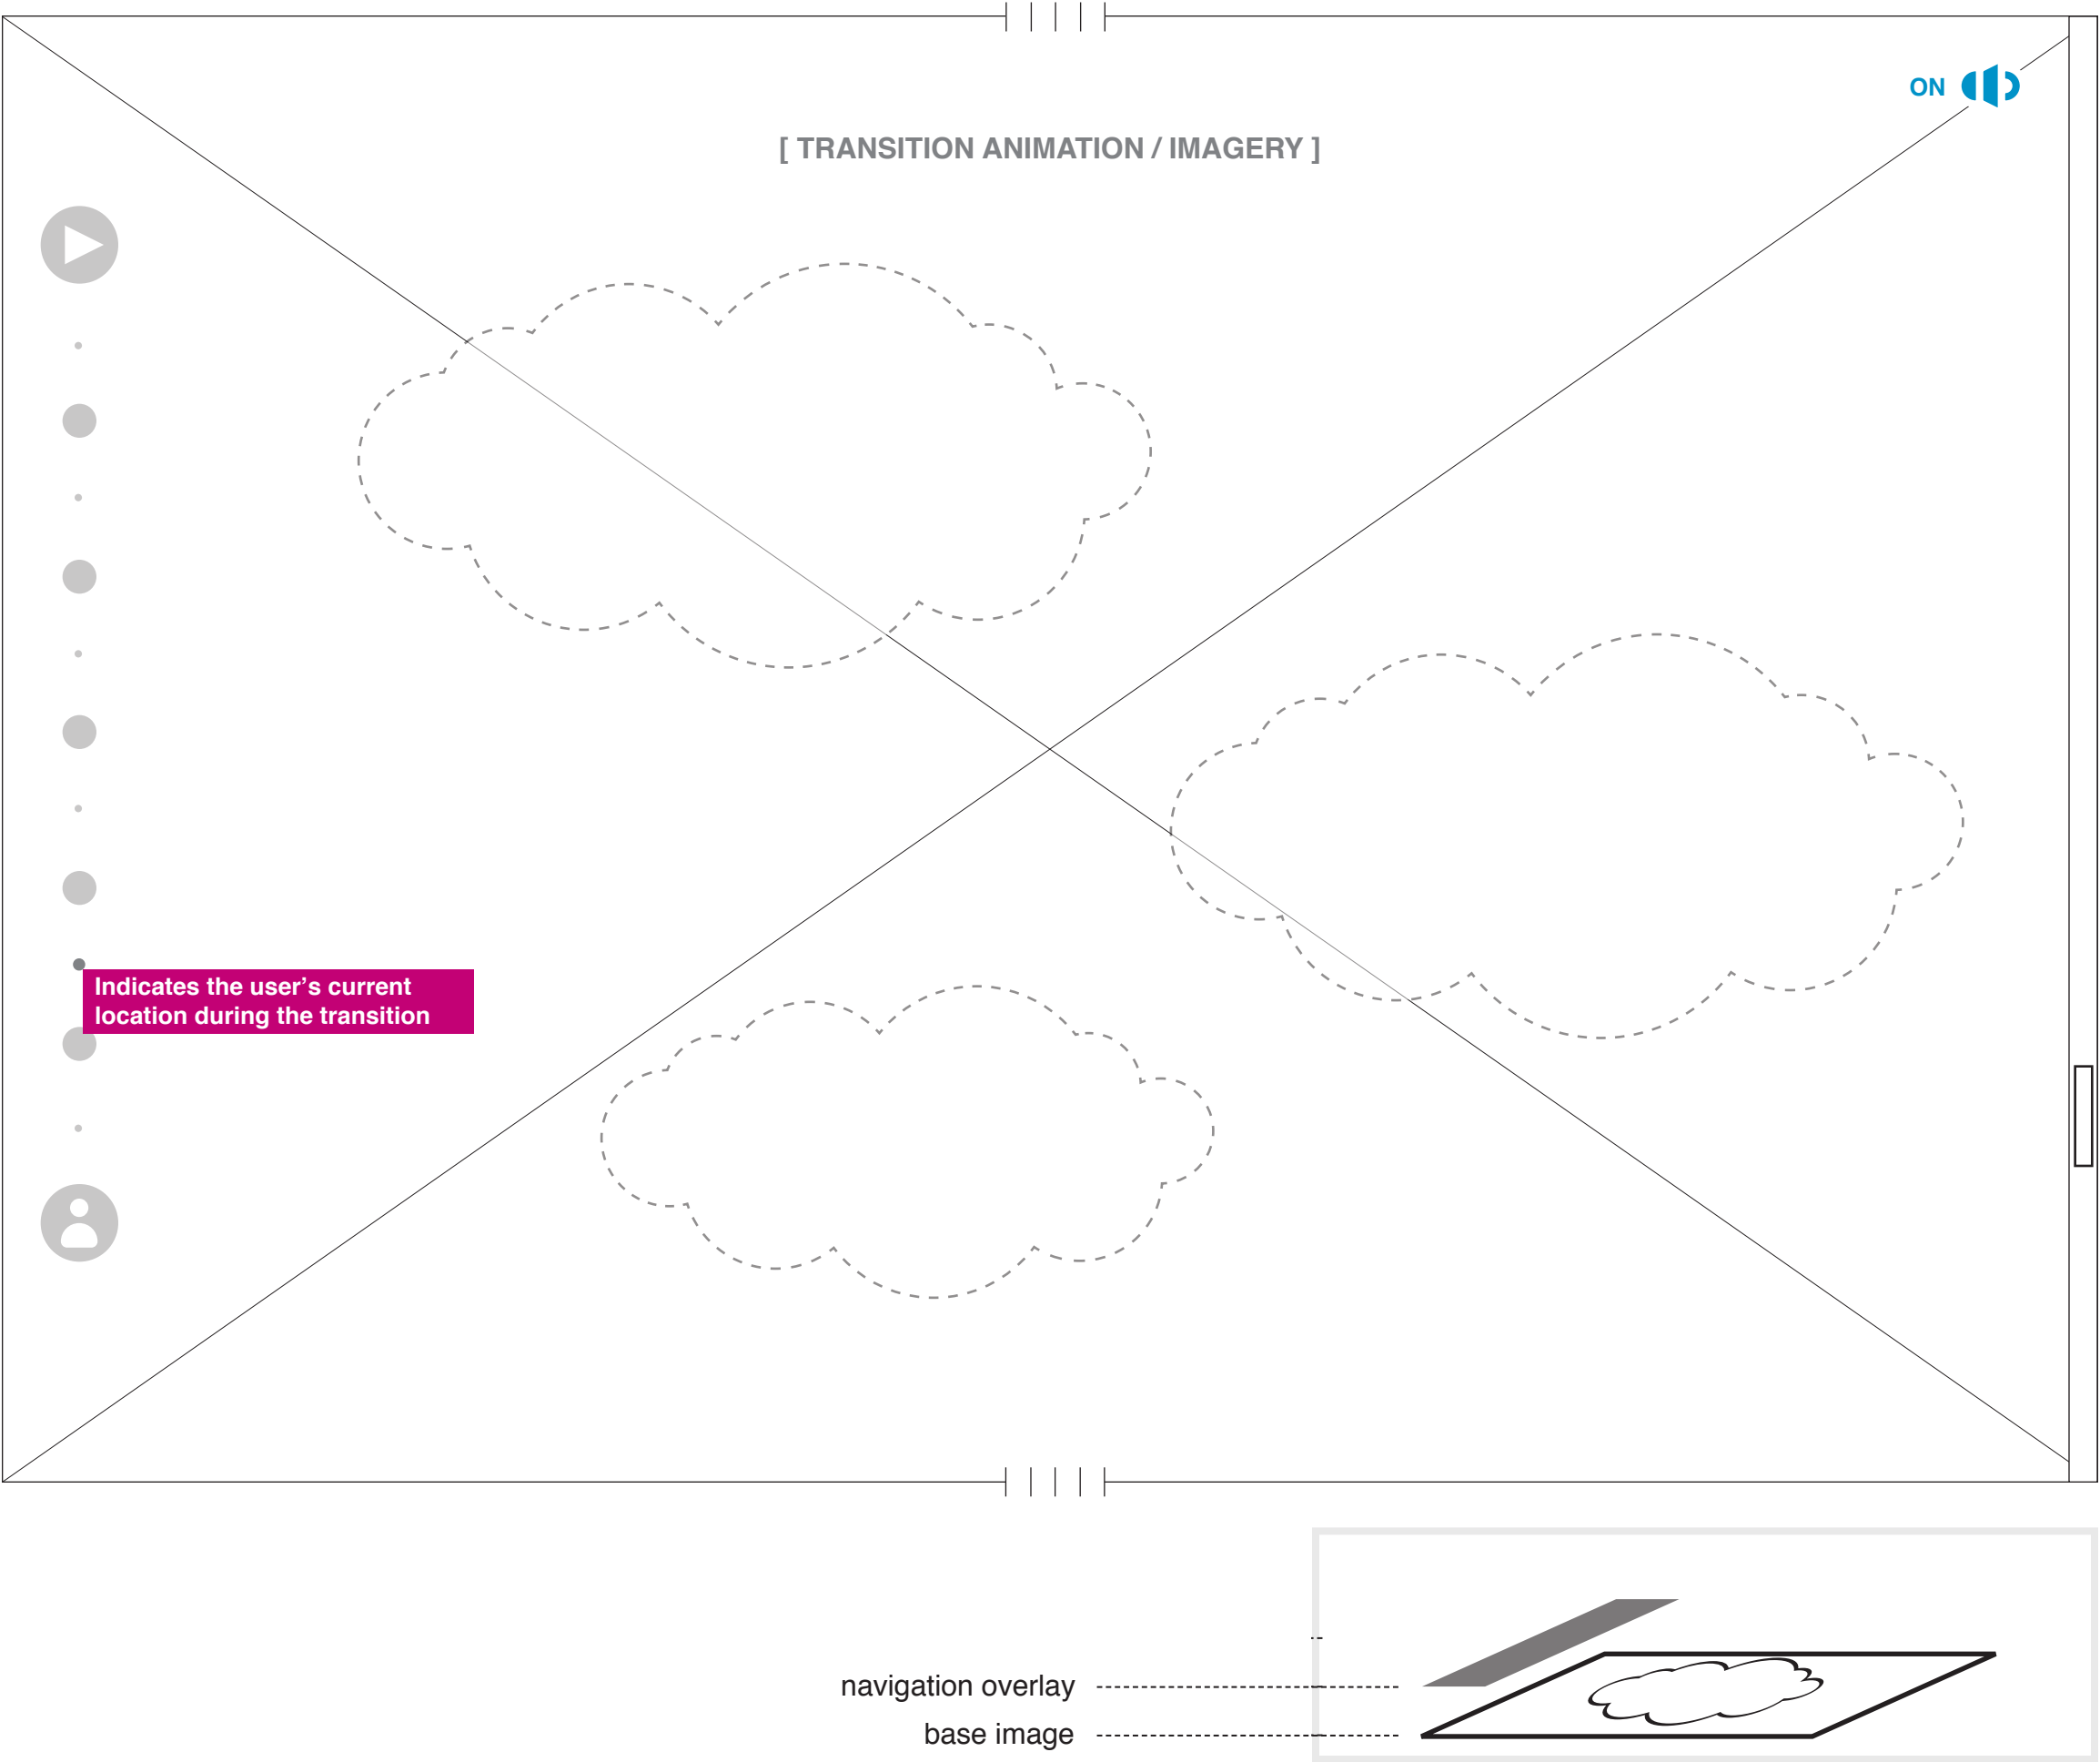 ON
[ TRANSITION ANIMATION / IMAGERY ]
Indicates the user’s current
location during the transition
navigation overlay
base image